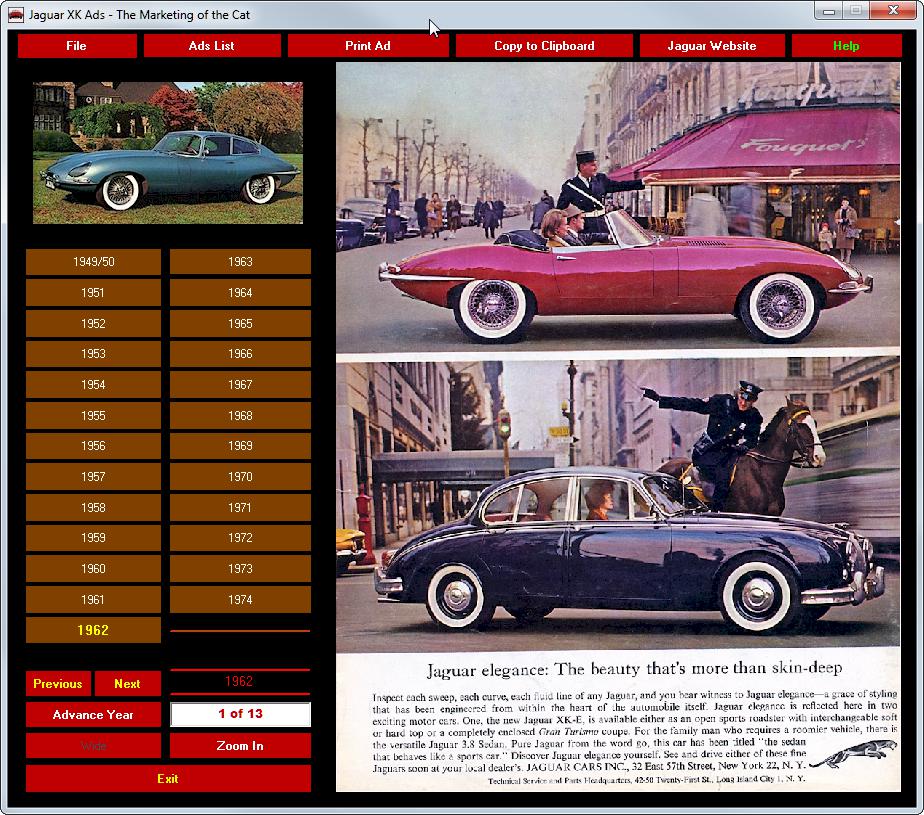 Jaguar XK Ads - The Marketing of the Cat
File
Ads List
Print Ad
Copy to Clipboard
Jaguar Website
Help
Fouquet's
Fouquet's
1949/50
1963
1951
1964
1952
1965
1953
1966
1954
1967
1955
1968
1956
1969
1957
1970
1958
1971
1959
1972
1960
1973
1961
1974
1962
Previous
Next
1962
Advance Year
1 of 13
Wide
Zoom In
Exit
Jaguar elegance: The beauty that's more than skin-deep
Inspect each sweep, each curve, each fluid line of any Jaguar, and you bear witness to Jaguar elegance—a grace of styling
that has been engineered from within the heart of the automobile itself. Jaguar elegance is reflected here in two
exciting motor cars. One, the new Jaguar XK-E, is available either as an open sports roadster with interchangeable soft
or hard top or a completely enclosed Gran Turismo coupe. For the family man who requires a roomier vehicle, there is
the versatile Jaguar 3.8 Sedan. Pure Jaguar from the word go, this car has been titled "the sedan
that behaves like a sports car." Discover Jaguar elegance yourself. See and drive either of these fine
Jaguars soon at your local dealer's. JAGUAR CARS INC., 32 East 57th Street, New York 22, N. Y.
Technical Service and Parts Headquarters, 42-50 Twenty-First St., Long Island City 1, N. Y.